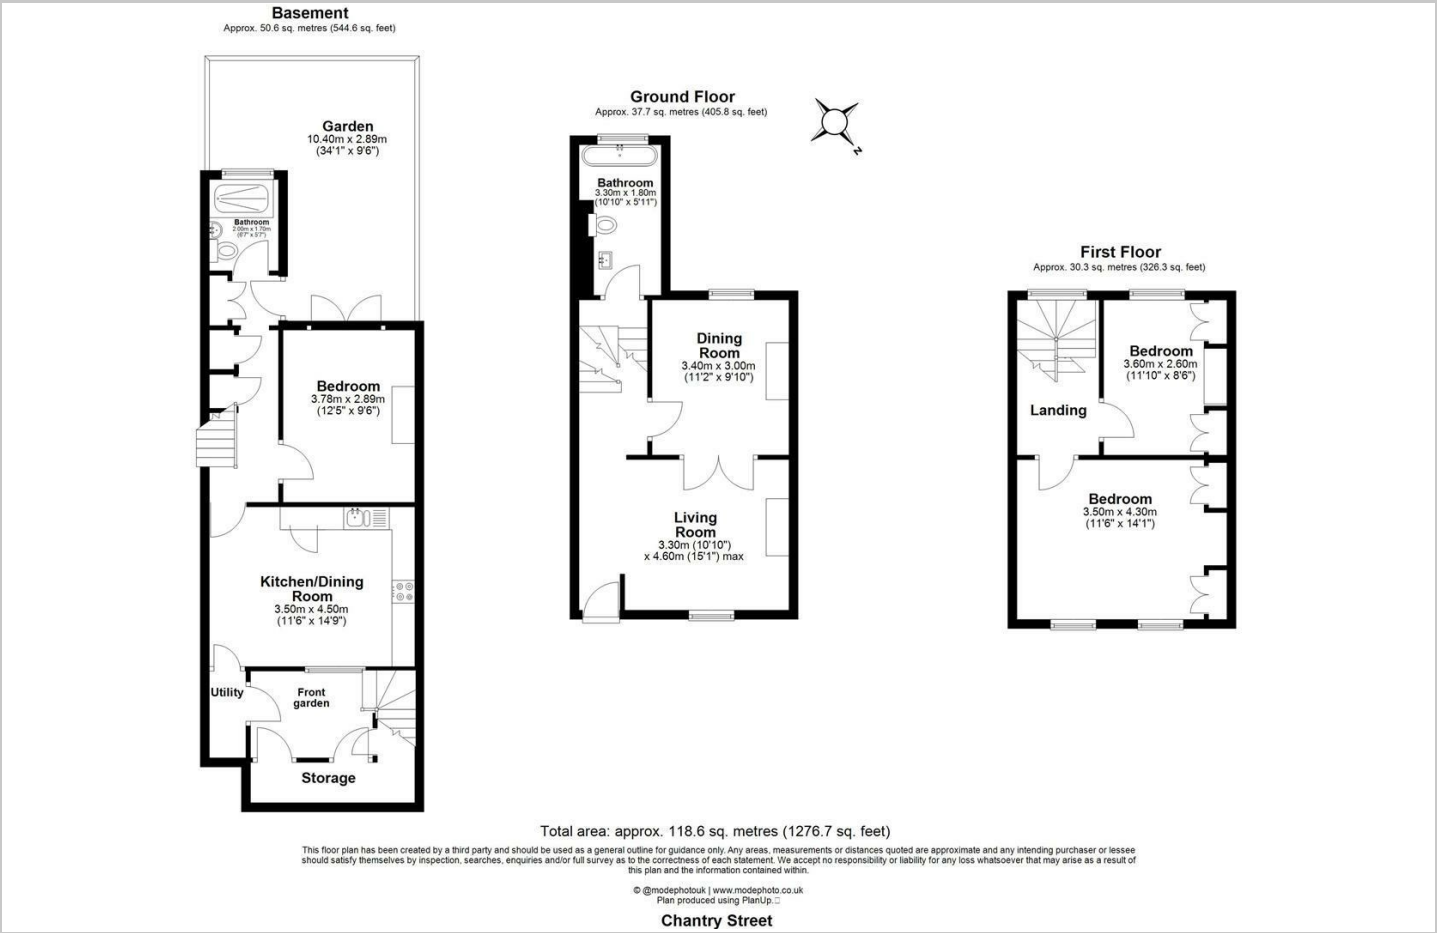 Basement
Approx. 50.6 sq. metres (544.6 sq. feet)
Garden
10.40m x 2.89m
(34'1" x 9'6")
Bathroom
2.00m x 1.70m
(6'7" x 5'7")
Bedroom
3.78m x 2.89m
(12'5" x 9'6")
Kitchen/Dining
Room
3.50m x 4.50m
(11'6" x 14'9")
Utility
Front
garden
Storage
Ground Floor
Approx. 37.7 sq. metres (405.8 sq. feet)
Bathroom
3.30m x 1.80m
(10'10" x 5'11")
Dining
Room
3.40m x 3.00m
(11'2" x 9'10")
Living
Room
3.30m (10'10")
x 4.60m (15'1") max
N
First Floor
Approx. 30.3 sq. metres (326.3 sq. feet)
Bedroom
3.60m x 2.60m
(11'10" x 8'6")
Landing
Bedroom
3.50m x 4.30m
(11'6" x 14'1")
Total area: approx. 118.6 sq. metres (1276.7 sq. feet)
This floor plan has been created by a third party and should be used as a general outline for guidance only. Any areas, measurements or distances quoted are approximate and any intending purchaser or lessee
should satisfy themselves by inspection, searches, enquiries and/or full survey as to the correctness of each statement. We accept no responsibility or liability for any loss whatsoever that may arise as a result of
this plan and the information contained within.
© @modephotouk | www.modephoto.co.uk
Plan produced using PlanUp.
Chantry Street